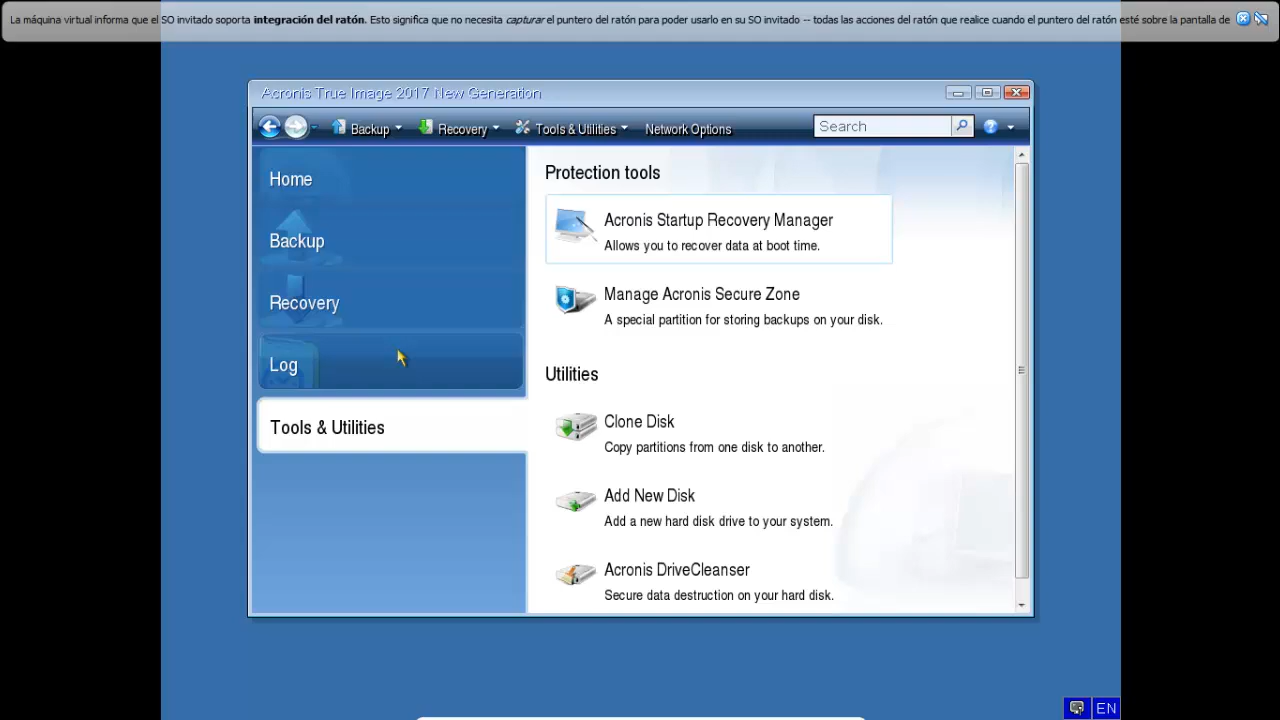 La máquina virtual informa que el SO invitado soporta integración del ratón. Esto significa que no necesita capturar el puntero del ratón para poder usarlo en su SO invitado -- todas las acciones del ratón que realice cuando el puntero del ratón esté sobre la pantalla de
Acronis True Image 2017 New Generation
Backup Recovery Tools & Utilities Network Options Search
Home
Backup
Recovery
Log
Tools & Utilities
Protection tools
Acronis Startup Recovery Manager
Allows you to recover data at boot time.
Manage Acronis Secure Zone
A special partition for storing backups on your disk.
Utilities
Clone Disk
Copy partitions from one disk to another.
Add New Disk
Add a new hard disk drive to your system.
Acronis DriveCleanser
Secure data destruction on your hard disk.
EN